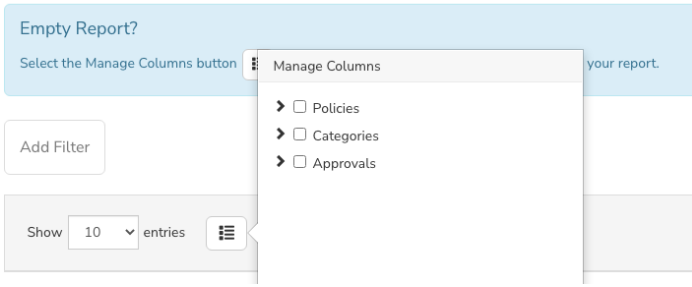 Empty Report?
Select the Manage Columns button your report.
Manage Columns
Policies
Categories
Approvals
Add Filter
Show 10 entries